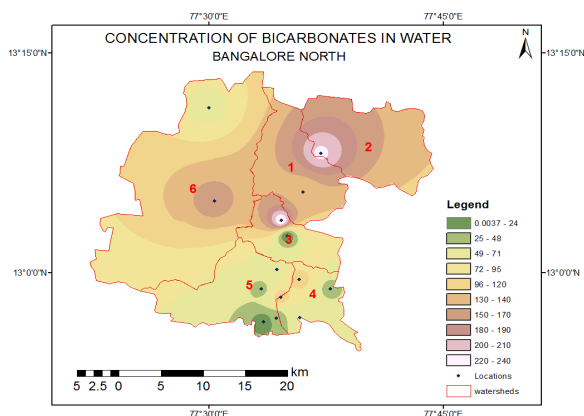 77°30'0"E 77°45'0"E
CONCENTRATION OF BICARBONATES IN WATER
BANGALORE NORTH
N
13°15'0"N 13°15'0"N
2
1
6
3
5
4
13°0'0"N 13°0'0"N
Legend
0.0037 - 24
25 - 48
49 - 71
72 - 95
96 - 120
130 - 140
150 - 170
180 - 190
200 - 210
220 - 240
Locations
watersheds
km
5 2.5 0 5 10 15 20
77°30'0"E 77°45'0"E